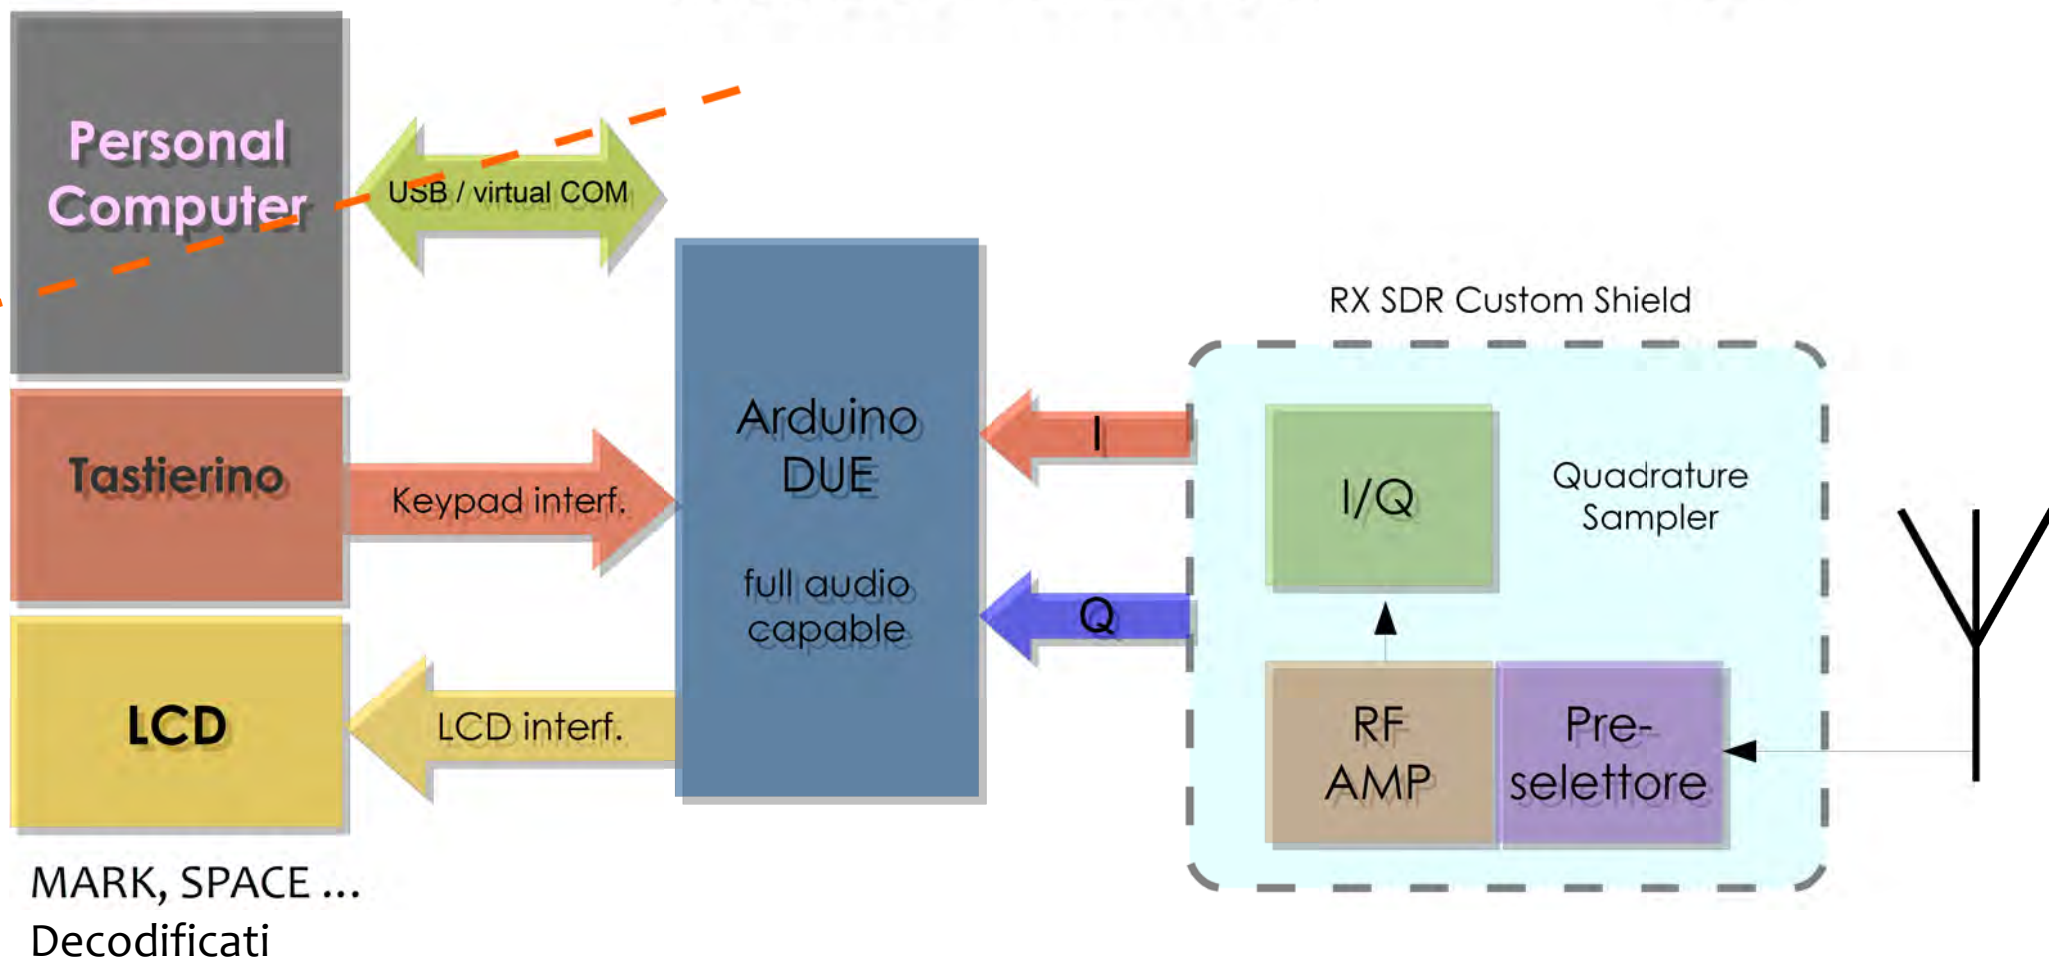 Personal
Computer
USB / virtual COM
Tastierino
Keypad interf.
LCD
LCD interf.
MARK, SPACE ...
Decodificati
Arduino
DUE
full audio
capable
I
Q
RX SDR Custom Shield
I/Q
Quadrature
Sampler
RF
AMP
Pre-
selettore